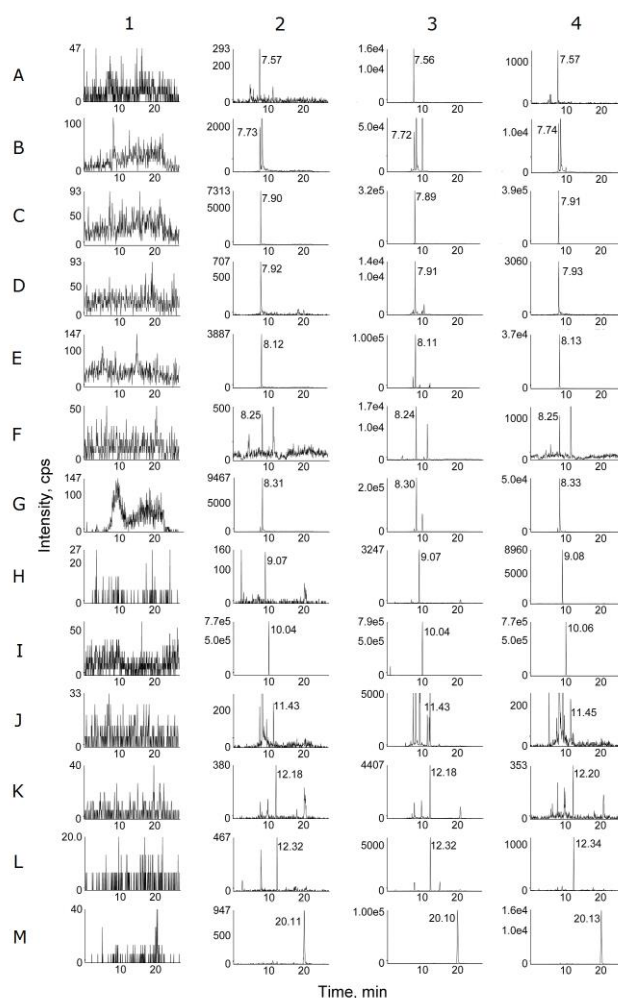 1 2 3 4
A 47 0 10 20 293 200 0 7.57 10 20 1.6e4 1.0e4 0 7.56 10 20 1000 0 7.57 10 20
B 100 50 0 10 20 2000 0 7.73 10 20 5.0e4 0 7.72 10 20 1.0e4 0 7.74 10 20
C 93 50 0 10 20 7313 5000 0 7.90 10 20 3.2e5 0 7.89 10 20 3.9e5 0 7.91 10 20
D 93 50 0 10 20 707 500 0 7.92 10 20 1.4e4 1.0e4 0 7.91 10 20 3060 0 7.93 10 20
E 147 100 0 10 20 3887 0 8.12 10 20 1.00e5 0 8.11 10 20 3.7e4 0 8.13 10 20
F 50 0 10 20 500 0 8.25 10 20 1.7e4 1.0e4 0 8.24 10 20 1000 0 8.25 10 20
G 147 100 50 0 10 20 9467 5000 0 8.31 10 20 2.0e5 0 8.30 10 20 5.0e4 0 8.33 10 20
H 27 20 0 10 20 160 100 0 9.07 10 20 3247 0 9.07 10 20 8960 5000 0 9.08 10 20
I 50 0 10 20 7.7e5 5.0e5 0 10.04 10 20 7.9e5 5.0e5 0 10.04 10 20 7.7e5 5.0e5 0 10.06 10 20
J 33 20 0 10 20 200 0 11.43 10 20 5000 0 11.43 10 20 200 0 11.45 10 20
K 40 20 0 10 20 380 200 0 12.18 10 20 4407 0 12.18 10 20 353 200 0 12.20 10 20
L 20.0 0 10 20 467 0 12.32 10 20 5000 0 12.32 10 20 1000 0 12.34 10 20
M 40 20 0 10 20 947 500 0 20.11 10 20 1.00e5 0 20.10 10 20 1.6e4 1.0e4 0 20.13 10 20
Intensity, cps
Time, min